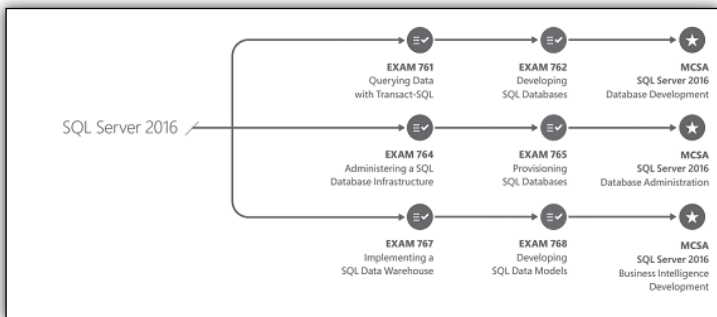 SQL Server 2016
EXAM 761
Querying Data
with Transact-SQL
EXAM 762
Developing
SQL Databases
MCSA
SQL Server 2016
Database Development
EXAM 764
Administering a SQL
Database Infrastructure
EXAM 765
Provisioning
SQL Databases
MCSA
SQL Server 2016
Database Administration
EXAM 767
Implementing a
SQL Data Warehouse
EXAM 768
Developing
SQL Data Models
MCSA
SQL Server 2016
Business Intelligence
Development